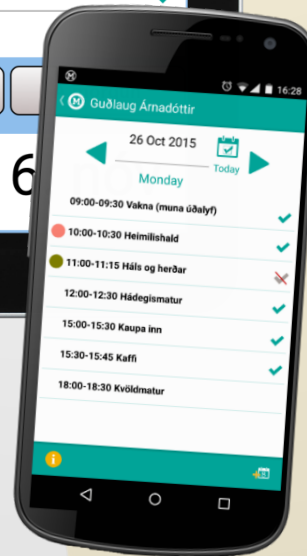 16:28
Guðlaug Árnadóttir
26 Oct 2015
Today
Monday
09:00-09:30 Vakna (muna úðalyf)
10:00-10:30 Heimilishald
11:00-11:15 Háls og herðar
12:00-12:30 Hádegismatur
15:00-15:30 Kaupa inn
15:30-15:45 Kaffi
18:00-18:30 Kvöldmatur
6